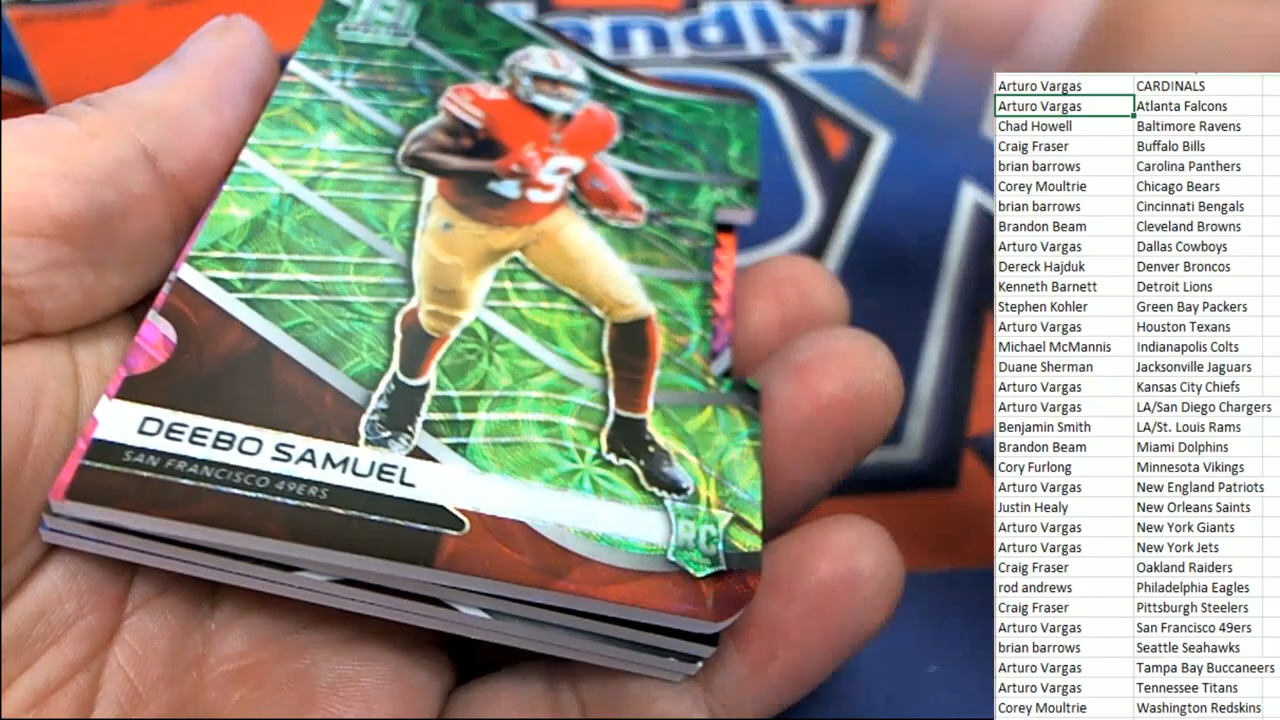 endly
DEEBO SAMUEL
SAN FRANCISCO 49ERS
RC
9
Arturo Vargas CARDINALS
Arturo Vargas Atlanta Falcons
Chad Howell Baltimore Ravens
Craig Fraser Buffalo Bills
brian barrows Carolina Panthers
Corey Moultrie Chicago Bears
brian barrows Cincinnati Bengals
Brandon Beam Cleveland Browns
Arturo Vargas Dallas Cowboys
Dereck Hajduk Denver Broncos
Kenneth Barnett Detroit Lions
Stephen Kohler Green Bay Packers
Arturo Vargas Houston Texans
Michael McMannis Indianapolis Colts
Duane Sherman Jacksonville Jaguars
Arturo Vargas Kansas City Chiefs
Arturo Vargas LA/San Diego Chargers
Benjamin Smith LA/St. Louis Rams
Brandon Beam Miami Dolphins
Cory Furlong Minnesota Vikings
Arturo Vargas New England Patriots
Justin Healy New Orleans Saints
Arturo Vargas New York Giants
Arturo Vargas New York Jets
Craig Fraser Oakland Raiders
rod andrews Philadelphia Eagles
Craig Fraser Pittsburgh Steelers
Arturo Vargas San Francisco 49ers
brian barrows Seattle Seahawks
Arturo Vargas Tampa Bay Buccaneers
Arturo Vargas Tennessee Titans
Corey Moultrie Washington Redskins